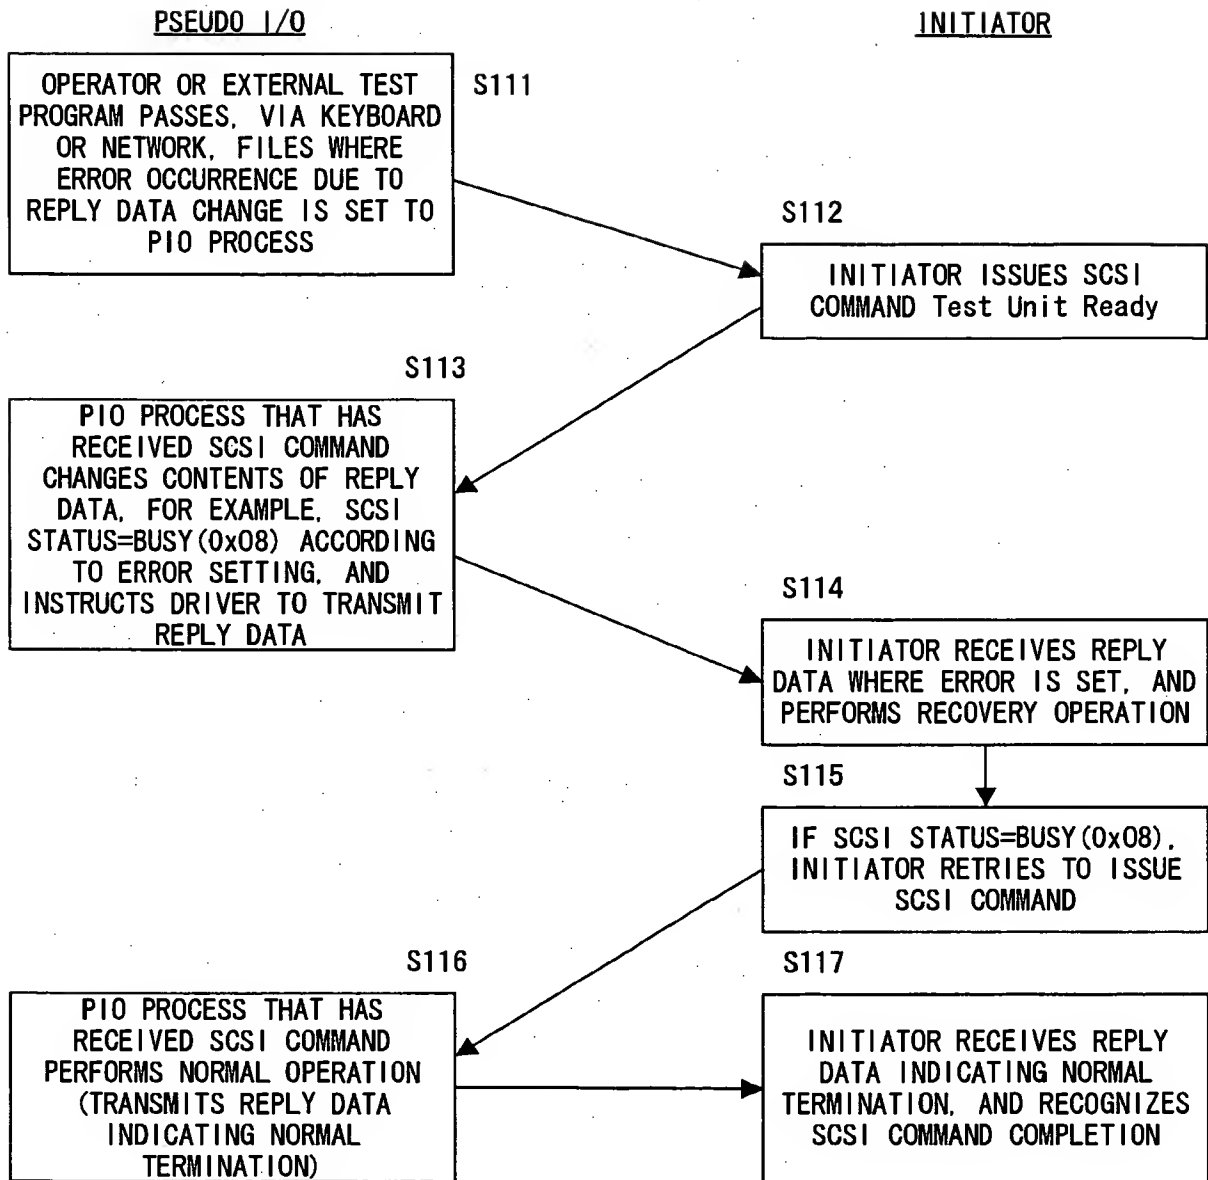 PSEUDO I/O
INITIATOR
S111
OPERATOR OR EXTERNAL TEST
PROGRAM PASSES, VIA KEYBOARD
OR NETWORK, FILES WHERE
ERROR OCCURRENCE DUE TO
REPLY DATA CHANGE IS SET TO
PIO PROCESS
S112
INITIATOR ISSUES SCSI
COMMAND Test Unit Ready
S113
PIO PROCESS THAT HAS
RECEIVED SCSI COMMAND
CHANGES CONTENTS OF REPLY
DATA, FOR EXAMPLE, SCSI
STATUS=BUSY(0x08) ACCORDING
TO ERROR SETTING, AND
INSTRUCTS DRIVER TO TRANSMIT
REPLY DATA
S114
INITIATOR RECEIVES REPLY
DATA WHERE ERROR IS SET, AND
PERFORMS RECOVERY OPERATION
S115
IF SCSI STATUS=BUSY(0x08),
INITIATOR RETRIES TO ISSUE
SCSI COMMAND
S116
PIO PROCESS THAT HAS
RECEIVED SCSI COMMAND
PERFORMS NORMAL OPERATION
(TRANSMITS REPLY DATA
INDICATING NORMAL
TERMINATION)
S117
INITIATOR RECEIVES REPLY
DATA INDICATING NORMAL
TERMINATION, AND RECOGNIZES
SCSI COMMAND COMPLETION